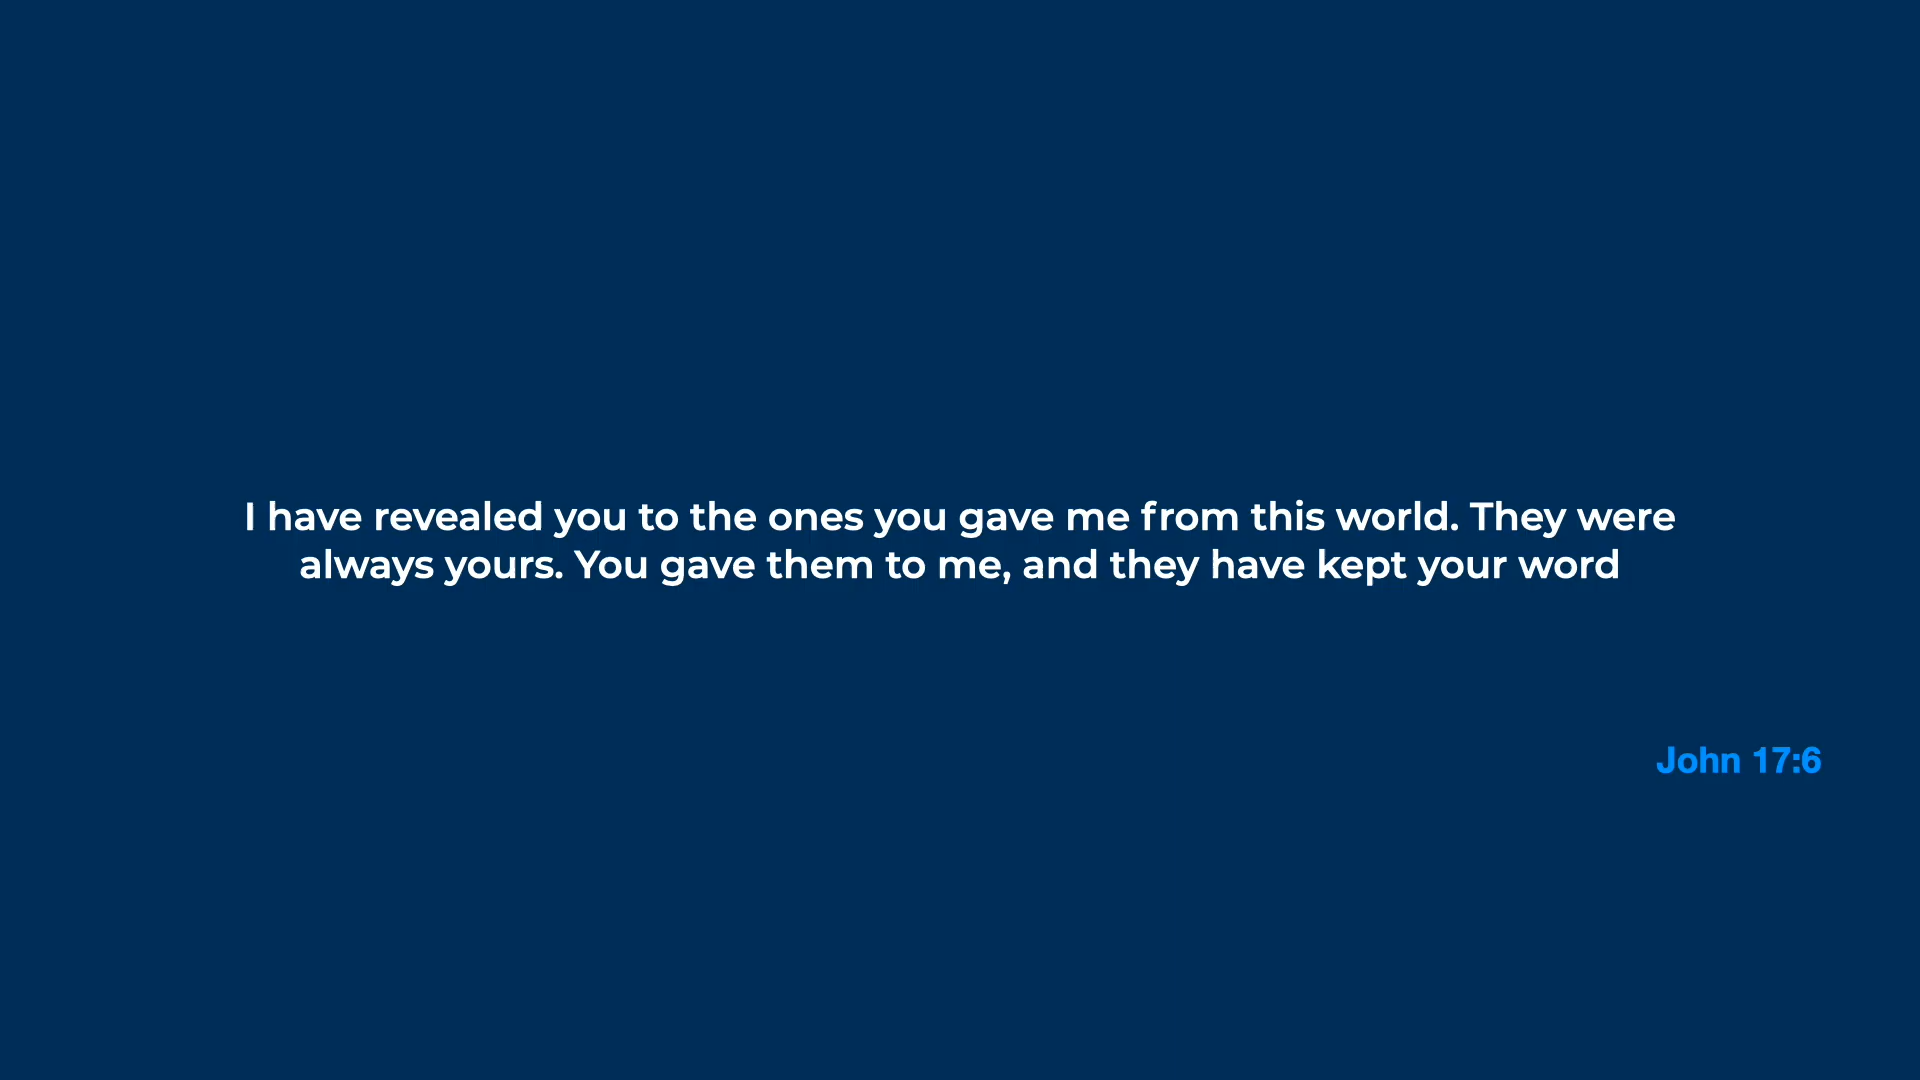 I have revealed you to the ones you gave me from this world. They were
always yours. You gave them to me, and they have kept your word
John 17:6